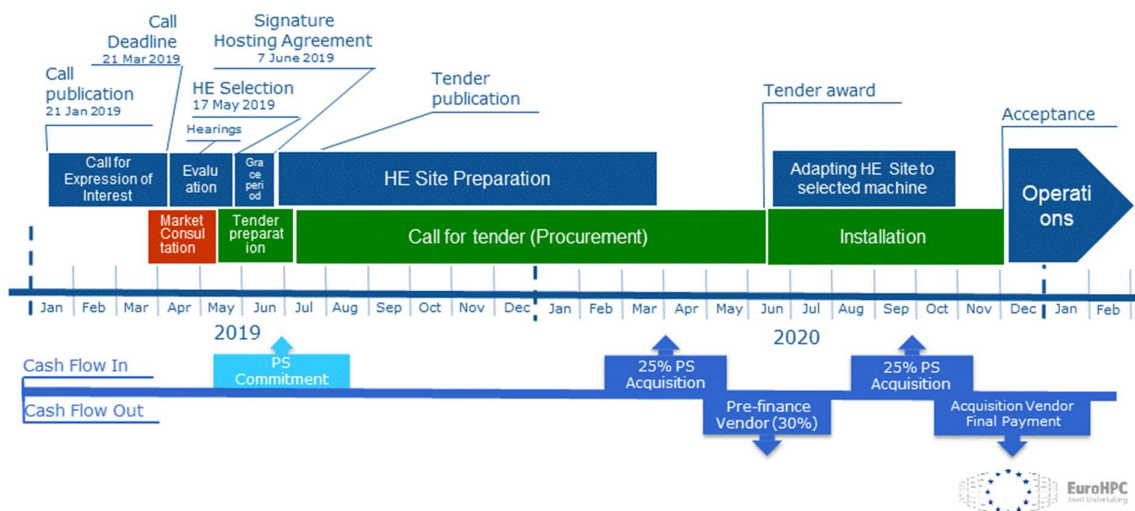 Call
Deadline
21 Mar 2019
Signature
Hosting Agreement
7 June 2019
Call
publication
21 Jan 2019
HE Selection
17 May 2019
Hearings
Tender
publication
Tender award
Acceptance
Call for
Expression of
Interest
Evalu
ation
Gra
ce
peri
od
HE Site Preparation
Adapting HE Site to
selected machine
Operati
ons
Market
Consul
tation
Tender
preparat
ion
Call for tender (Procurement)
Installation
Jan Feb Mar Apr May Jun Jul Aug Sep Oct Nov Dec Jan Feb Mar Apr May Jun Jul Aug Sep Oct Nov Dec Jan Feb
2019 2020
Cash Flow In
PS
Commitment
25% PS
Acquisition
25% PS
Acquisition
Cash Flow Out
Pre-finance
Vendor (30%)
Acquisition Vendor
Final Payment
EuroHPC
Joint Undertaking